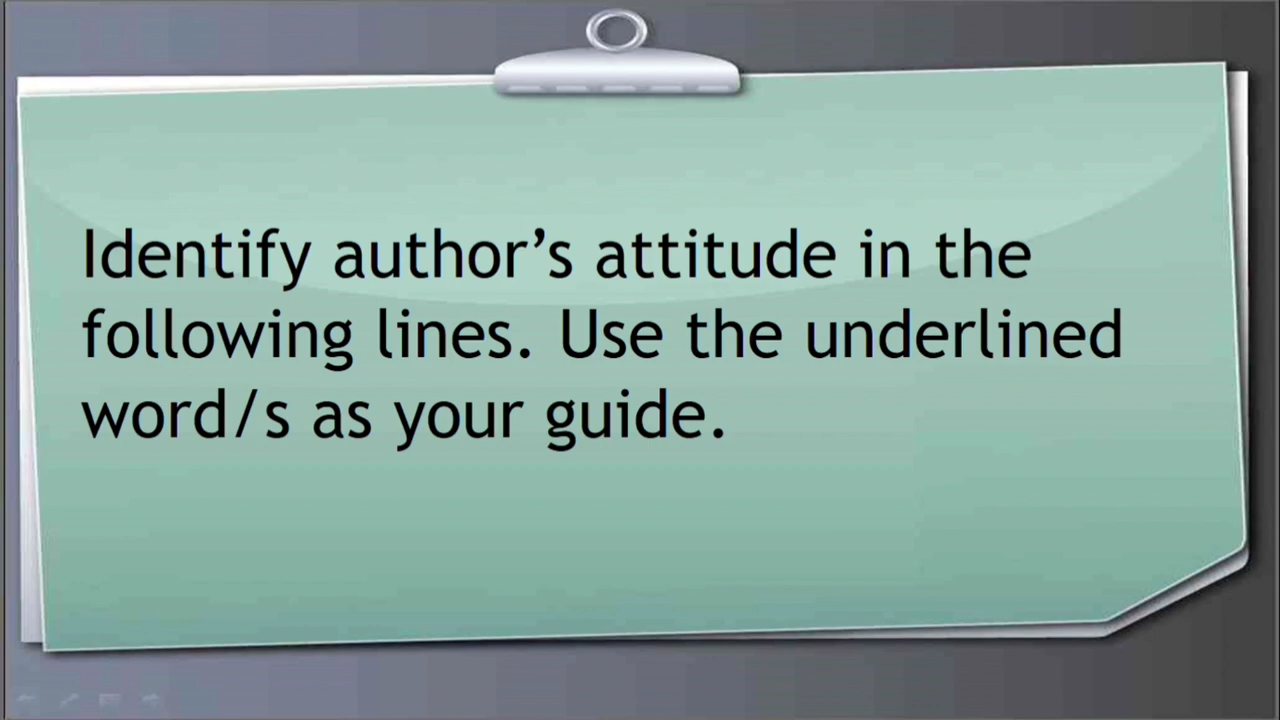 Identify author’s attitude in the
following lines. Use the underlined
word/s as your guide.